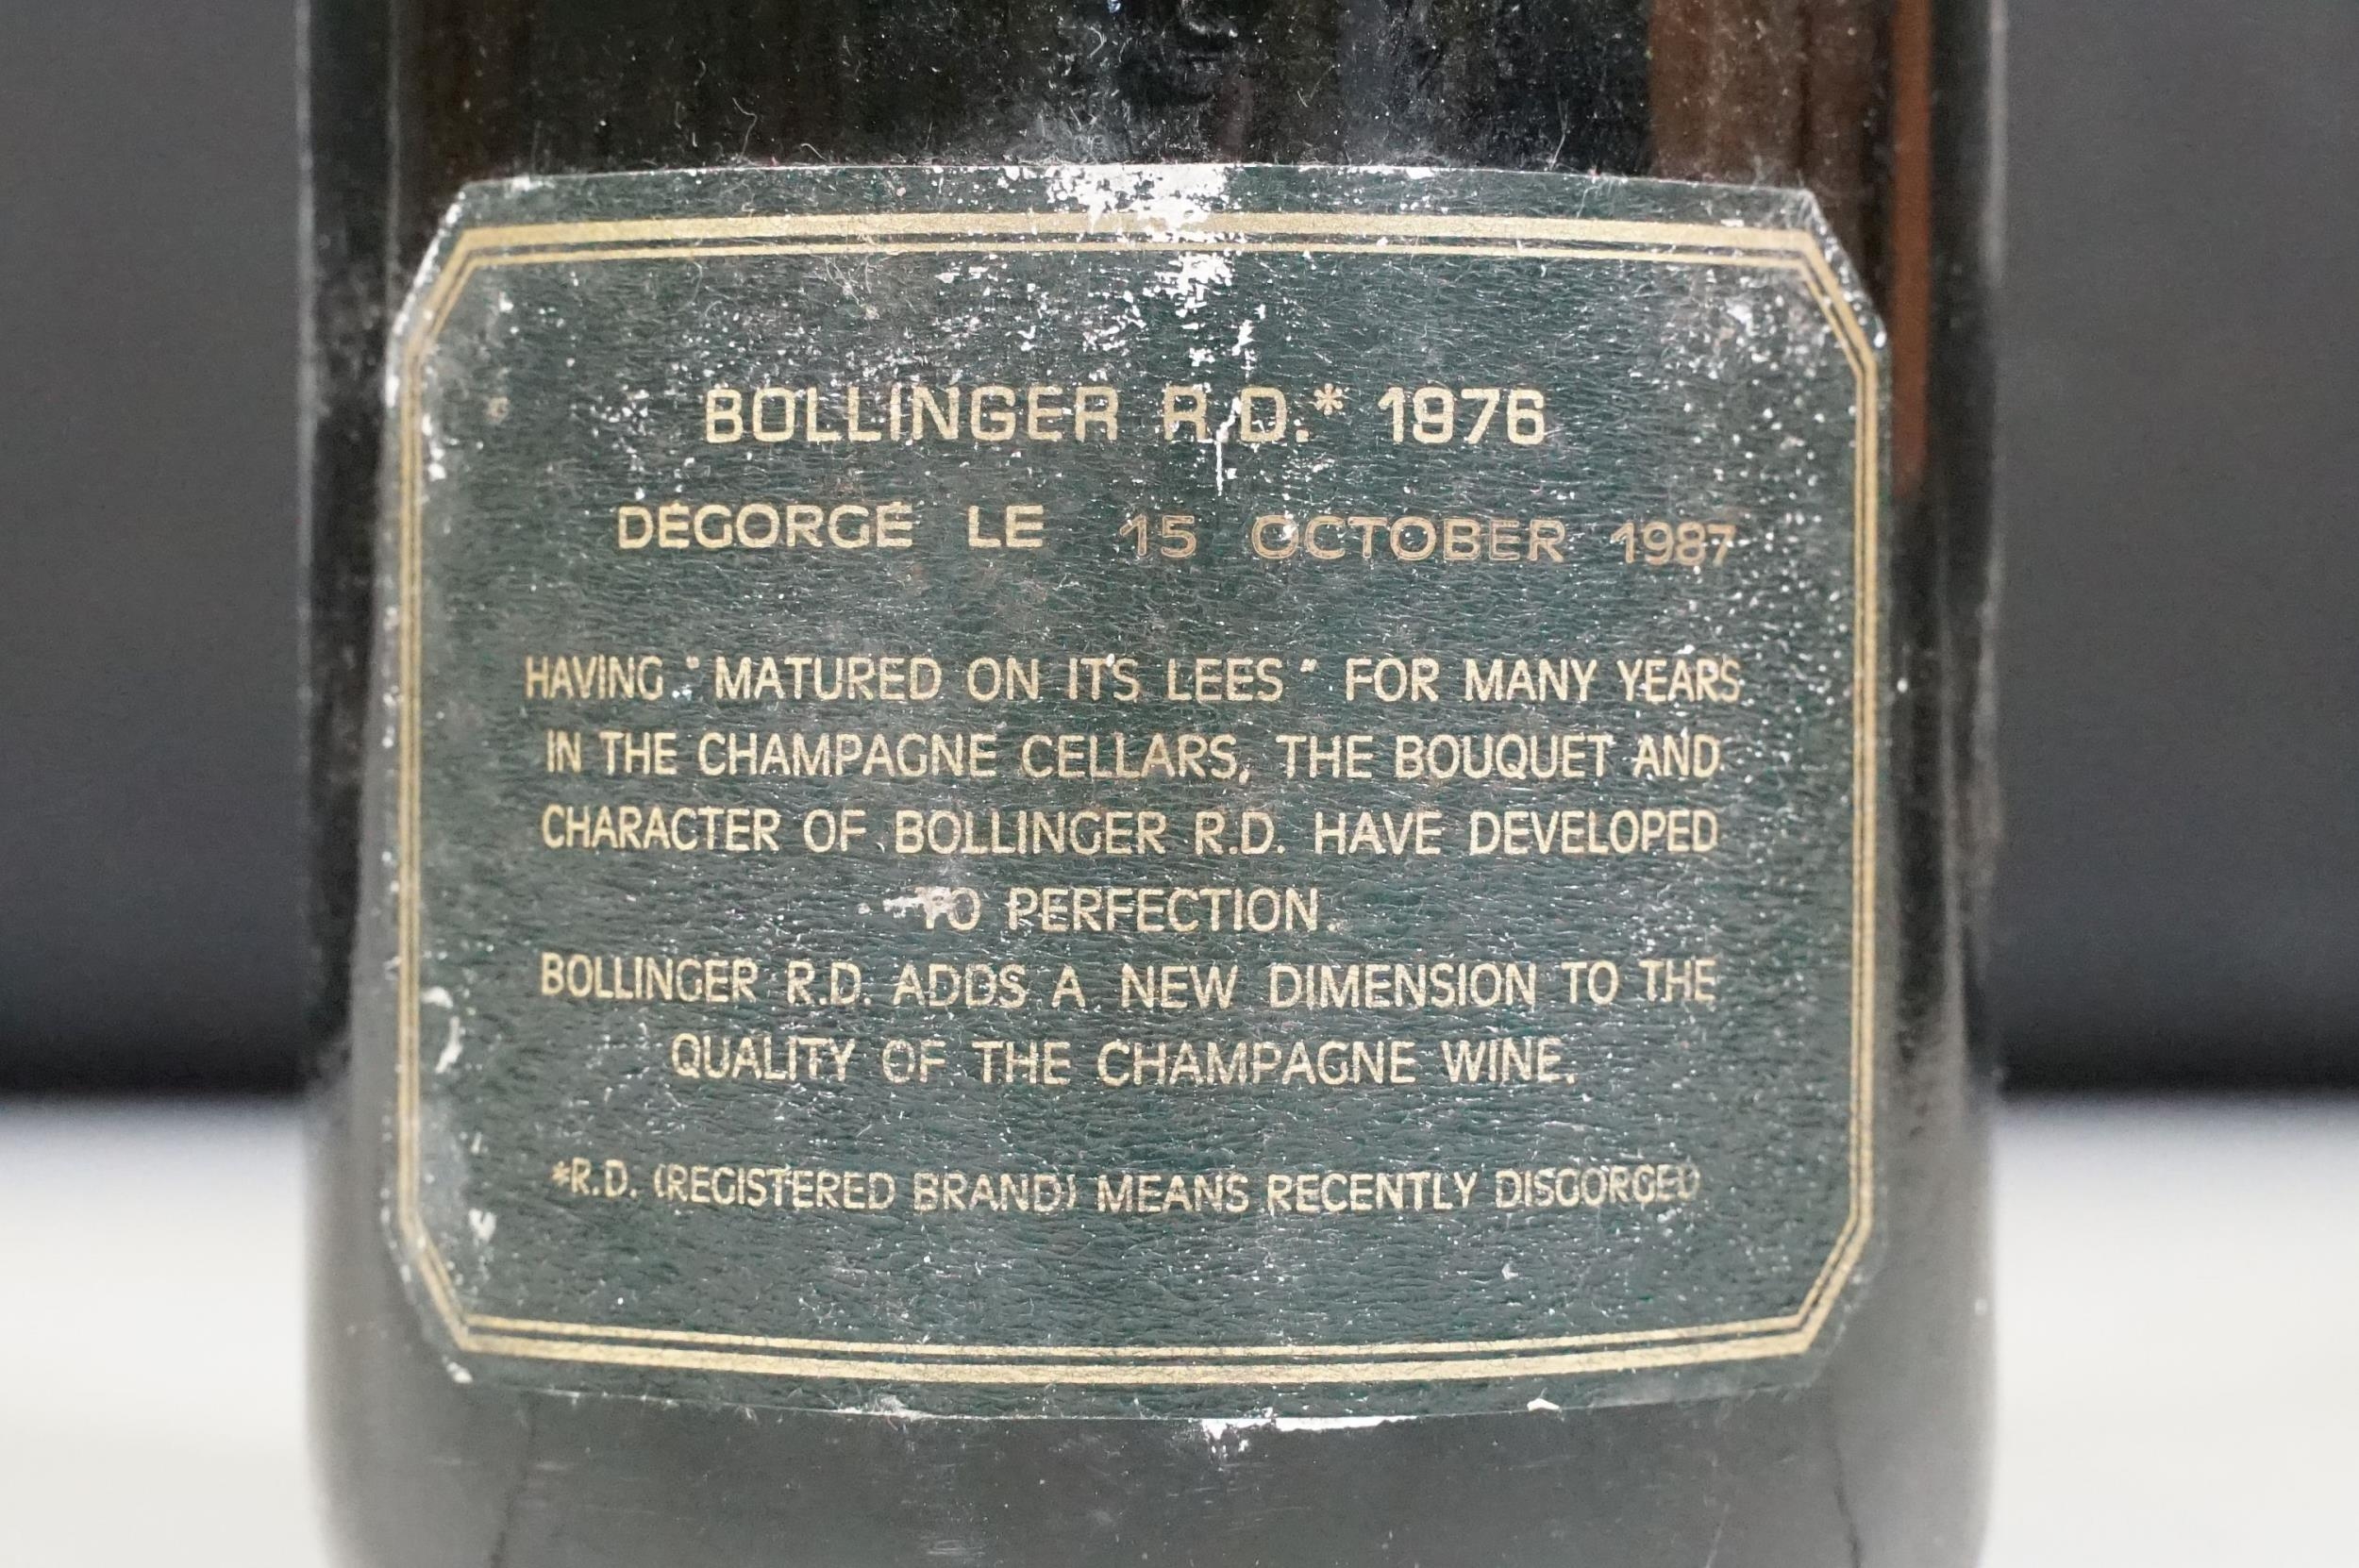 BOLLINGER R.D.* 1976
DÉGORGÉ LE 15 OCTOBER 1987
HAVING "MATURED ON ITS LEES" FOR MANY YEARS
IN THE CHAMPAGNE CELLARS, THE BOUQUET AND
CHARACTER OF BOLLINGER R.D. HAVE DEVELOPED
TO PERFECTION.
BOLLINGER R.D. ADDS A NEW DIMENSION TO THE
QUALITY OF THE CHAMPAGNE WINE.
*R.D. (REGISTERED BRAND) MEANS RECENTLY DISGORGED